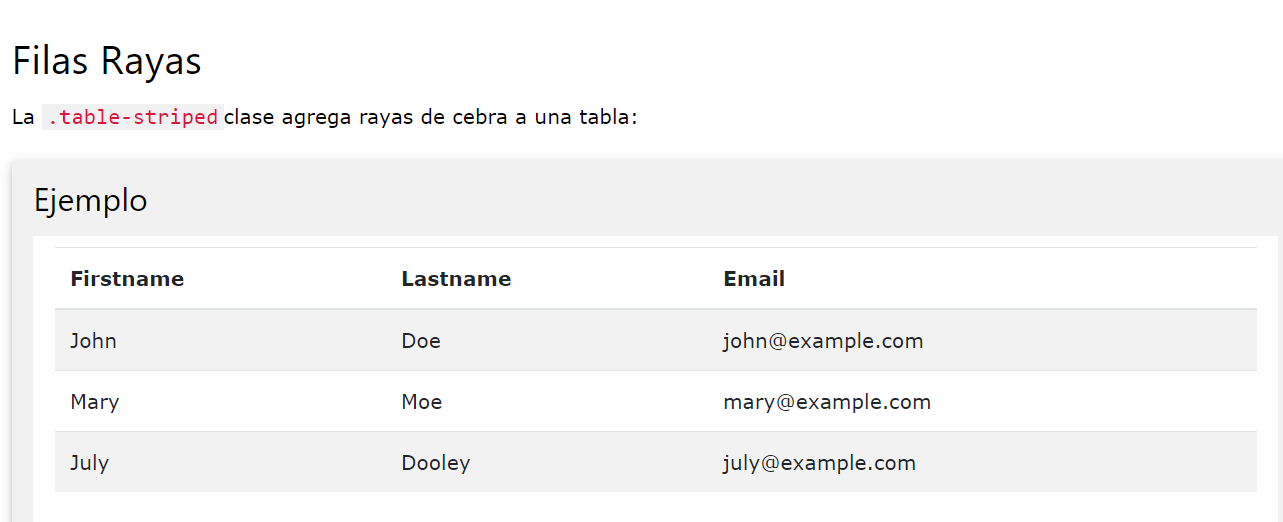 Filas Rayas
La .table-striped clase agrega rayas de cebra a una tabla:
Ejemplo
Firstname Lastname Email
John Doe john@example.com
Mary Moe mary@example.com
July Dooley july@example.com